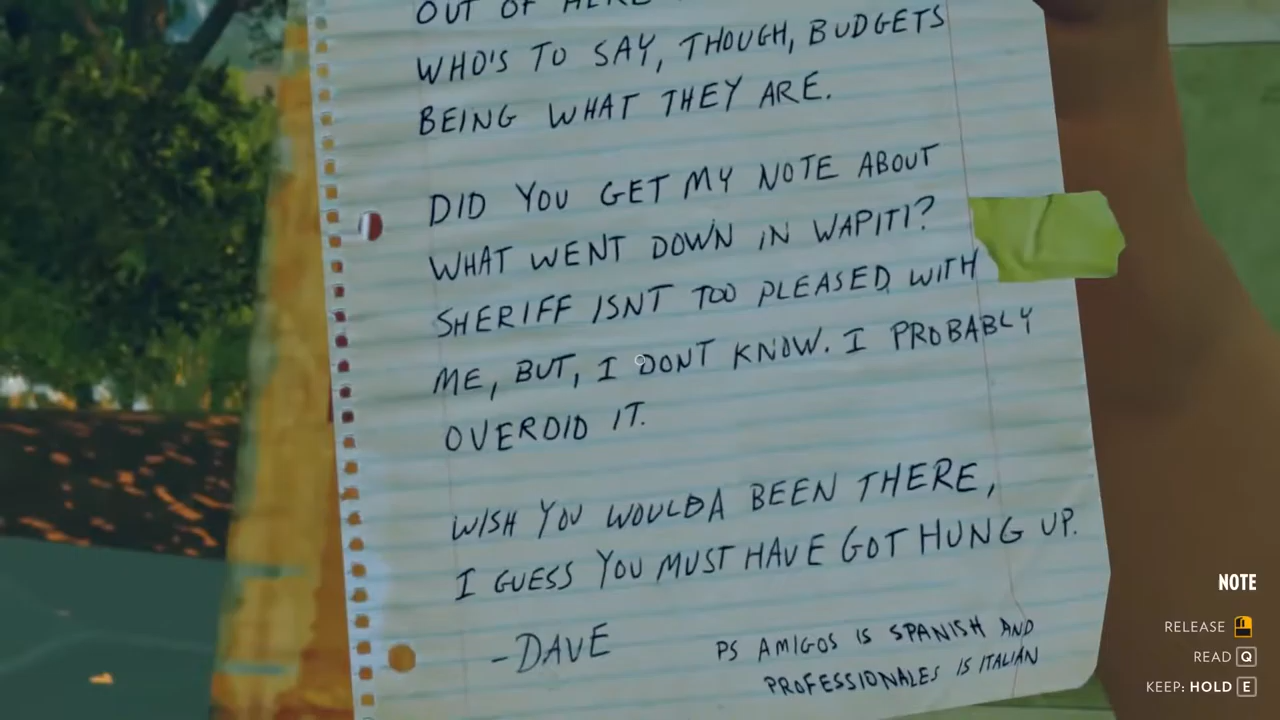 OUT OF HERE
WHO'S TO SAY, THOUGH, BUDGETS
BEING WHAT THEY ARE.
DID YOU GET MY NOTE ABOUT
WHAT WENT DOWN IN WAPITI?
SHERIFF ISNT TOO PLEASED WITH
ME, BUT, I DONT KNOW. I PROBABLY
OVERDID IT.
WISH YOU WOULDA BEEN THERE,
I GUESS YOU MUST HAVE GOT HUNG UP.
-DAVE
PS AMIGOS IS SPANISH AND
PROFESSIONALES IS ITALIAN
NOTE
RELEASE
READ Q
KEEP: HOLD E